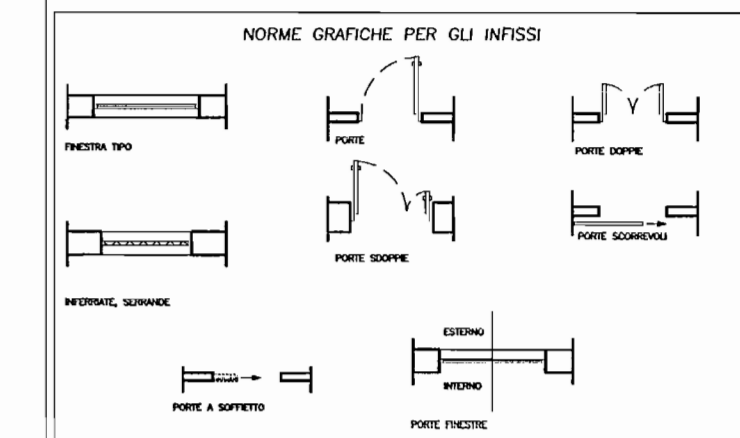 NORME GRAFICHE PER GLI INFISSI
FINESTRA TIPO
PORTE
PORTE DOPPIE
PORTE SDOPPIE
PORTE SCORREVOLI
INFERRIATE, SERRANDE
ESTERNO
INTERNO
PORTE A SOFFIETTO
PORTE FINESTRE